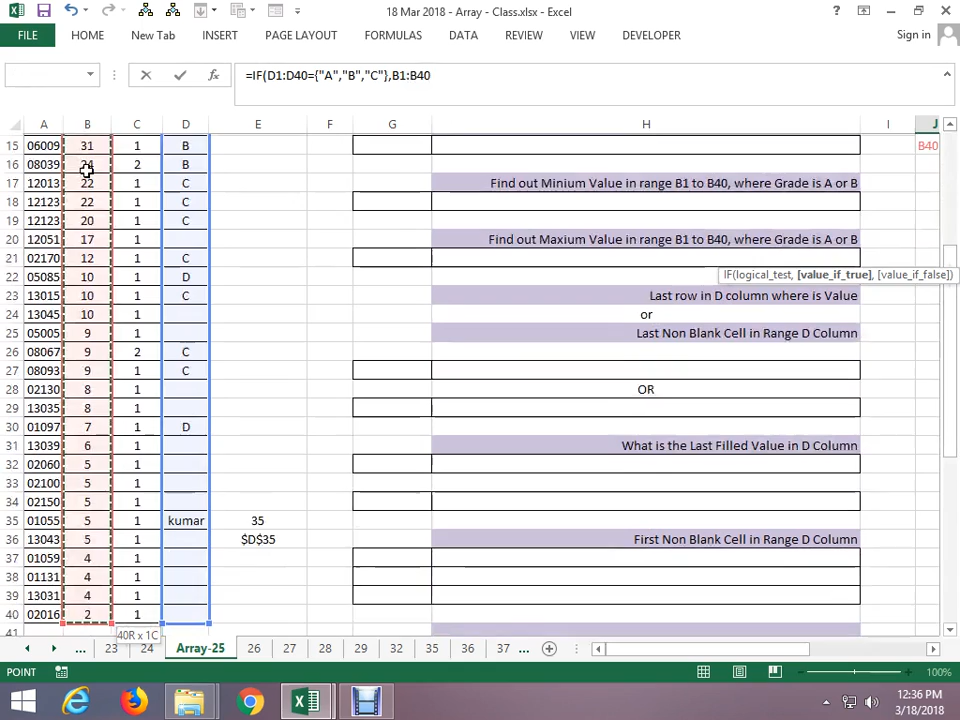 18 Mar 2018 - Array - Class.xlsx - Excel
FILE HOME New Tab INSERT PAGE LAYOUT FORMULAS DATA REVIEW VIEW DEVELOPER Sign in
=IF(D1:D40={"A","B","C"},B1:B40
A B C D E F G H I J
15 06009 31 1 B B40
16 08039 24 2 B
17 12013 22 1 C Find out Minium Value in range B1 to B40, where Grade is A or B
18 12123 22 1 C
19 12123 20 1 C
20 12051 17 1 Find out Maxium Value in range B1 to B40, where Grade is A or B
21 02170 12 1 C
22 05085 10 1 D IF(logical_test, [value_if_true], [value_if_false])
23 13015 10 1 C Last row in D column where is Value
24 13045 10 1 or
25 05005 9 1 Last Non Blank Cell in Range D Column
26 08067 9 2 C
27 08093 9 1 C
28 02130 8 1 OR
29 13035 8 1
30 01097 7 1 D
31 13039 6 1 What is the Last Filled Value in D Column
32 02060 5 1
33 02100 5 1
34 02150 5 1
35 01055 5 1 kumar 35
36 13043 5 1 $D$35 First Non Blank Cell in Range D Column
37 01059 4 1
38 01131 4 1
39 13031 4 1
40 02016 2 1
41 40R x 1C
... 23 24 Array-25 26 27 28 29 32 35 36 37 ...
POINT 100%
12:36 PM
3/18/2018